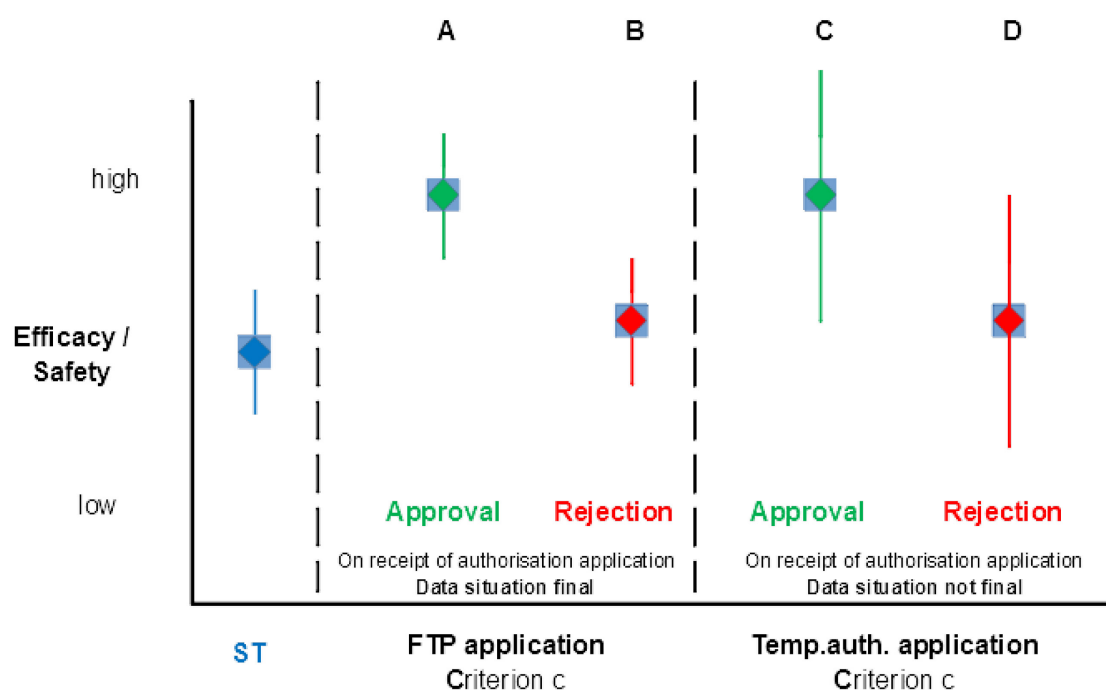 A B C D
high
Efficacy /
Safety
low
Approval Rejection Approval Rejection
On receipt of authorisation application On receipt of authorisation application
Data situation final Data situation not final
ST FTP application Temp.auth. application
Criterion c Criterion c